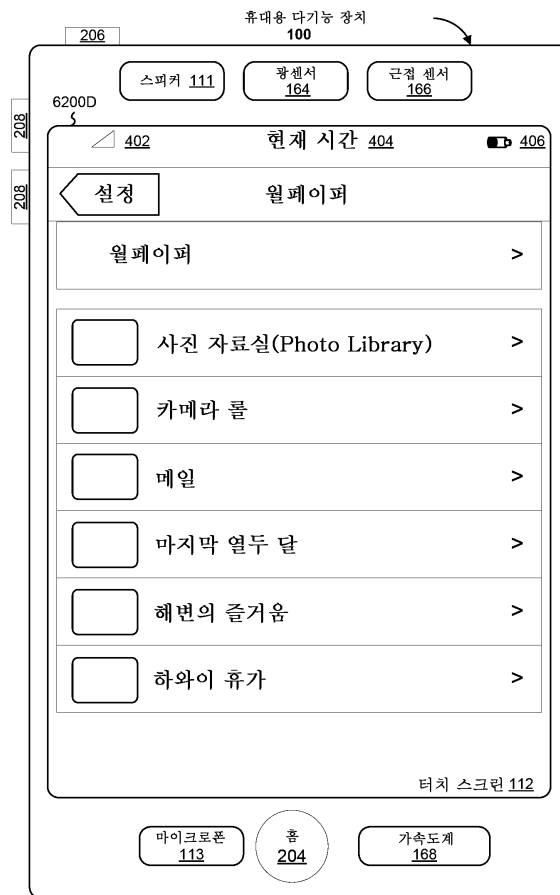 휴대용 다기능 장치
100
206
스피커 111
광센서
164
근접 센서
166
6200D
208
208
402
현재 시간 404
406
설정
월페이퍼
월페이퍼 >
사진 자료실(Photo Library) >
카메라 롤 >
메일 >
마지막 열두 달 >
해변의 즐거움 >
하와이 휴가 >
터치 스크린 112
마이크로폰
113
홈
204
가속도계
168